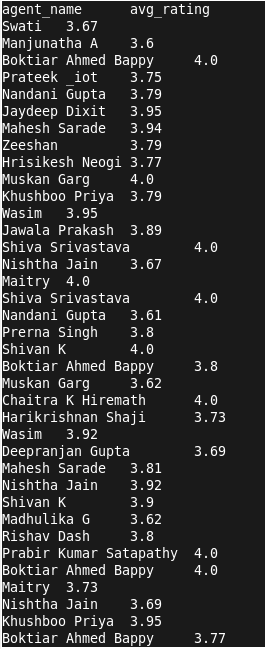 agent_name avg_rating
Swati 3.67
Manjunatha A 3.6
Boktiar Ahmed Bappy 4.0
Prateek _iot 3.75
Nandani Gupta 3.79
Jaydeep Dixit 3.95
Mahesh Sarade 3.94
Zeeshan 3.79
Hrisikesh Neogi 3.77
Muskan Garg 4.0
Khushboo Priya 3.79
Wasim 3.95
Jawala Prakash 3.89
Shiva Srivastava 4.0
Nishtha Jain 3.67
Maitry 4.0
Shiva Srivastava 4.0
Nandani Gupta 3.61
Prerna Singh 3.8
Shivan K 4.0
Boktiar Ahmed Bappy 3.8
Muskan Garg 3.62
Chaitra K Hiremath 4.0
Harikrishnan Shaji 3.73
Wasim 3.92
Deepranjan Gupta 3.69
Mahesh Sarade 3.81
Nishtha Jain 3.92
Shivan K 3.9
Madhulika G 3.62
Rishav Dash 3.8
Prabir Kumar Satapathy 4.0
Boktiar Ahmed Bappy 4.0
Maitry 3.73
Nishtha Jain 3.69
Khushboo Priya 3.95
Boktiar Ahmed Bappy 3.77